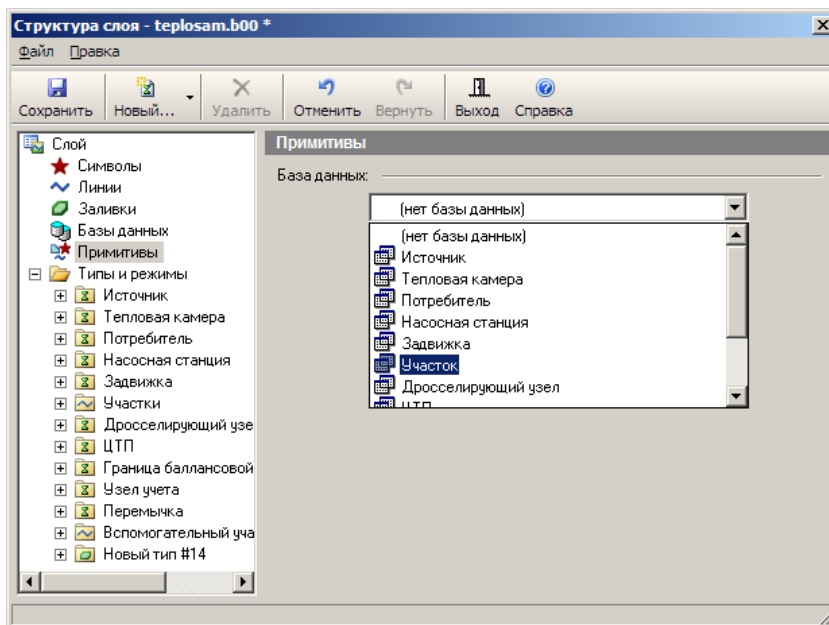 Структура слоя - teplosam.b00 *
Файл Правка
Сохранить Новый... Удалить Отменить Вернуть Выход Справка
Слой
Символы
Линии
Заливки
Базы данных
Примитивы
Типы и режимы
Источник
Тепловая камера
Потребитель
Насосная станция
Задвижка
Участки
Дросселирующий узе
ЦТП
Граница баллансовой
Узел учета
Перемычка
Вспомогательный уча
Новый тип #14
Примитивы
База данных:
(нет базы данных)
(нет базы данных)
Источник
Тепловая камера
Потребитель
Насосная станция
Задвижка
Участок
Дросселирующий узел
ЦТП